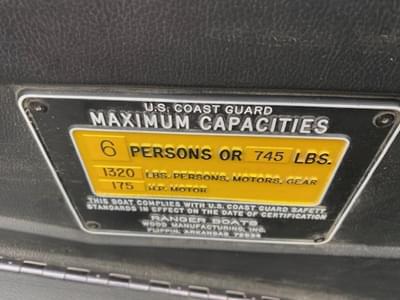 U.S. COAST GUARD
MAXIMUM CAPACITIES
6 PERSONS OR 745 LBS.
1320 LBS. PERSONS, MOTORS, GEAR
175 H.P. MOTOR
THIS BOAT COMPLIES WITH U.S. COAST GUARD SAFETY
STANDARDS IN EFFECT ON THE DATE OF CERTIFICATION
RANGER BOATS
WOOD MANUFACTURING, INC.
FLIPPIN, ARKANSAS 72634